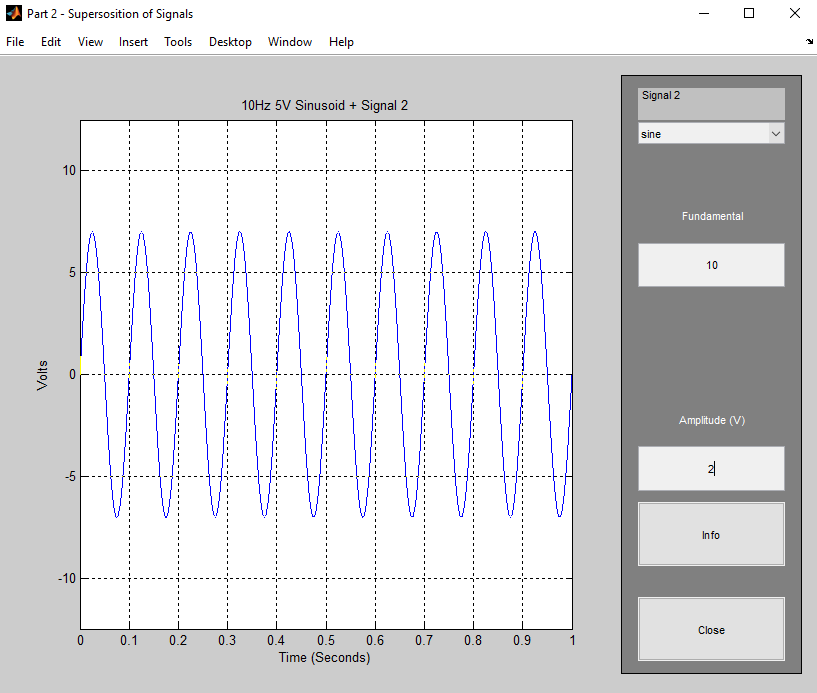 Part 2 - Supersosition of Signals
File Edit View Insert Tools Desktop Window Help
10Hz 5V Sinusoid + Signal 2
10
5
0
-5
-10
Volts
0 0.1 0.2 0.3 0.4 0.5 0.6 0.7 0.8 0.9 1
Time (Seconds)
Signal 2
sine
Fundamental
10
Amplitude (V)
2
Info
Close